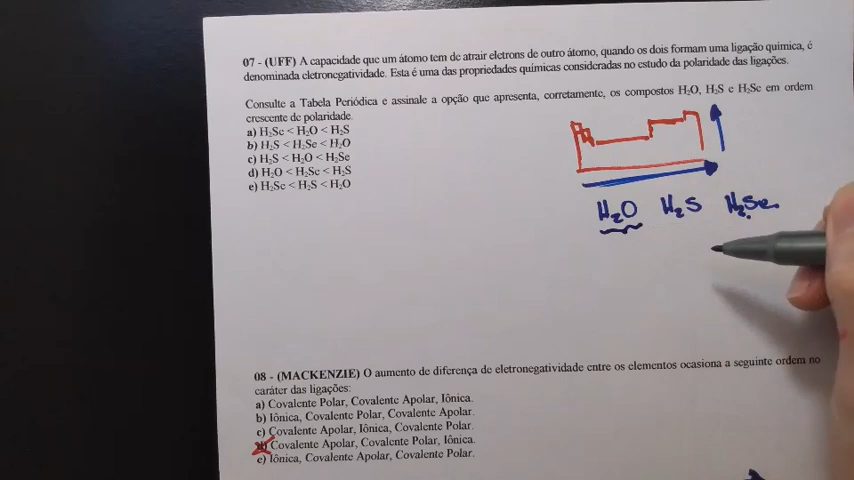 07 - (UFF) A capacidade que um átomo tem de atrair eletrons de outro átomo, quando os dois formam uma ligação química, é
denominada eletronegatividade. Esta é uma das propriedades químicas consideradas no estudo da polaridade das ligações.
Consulte a Tabela Periódica e assinale a opção que apresenta, corretamente, os compostos H₂O, H₂S e H₂Se em ordem
crescente de polaridade.
a) H₂Se < H₂O < H₂S
b) H₂S < H₂Se < H₂O
c) H₂S < H₂O < H₂Se
d) H₂O < H₂Se < H₂S
e) H₂Se < H₂S < H₂O
H₂O H₂S H₂Se
08 - (MACKENZIE) O aumento de diferença de eletronegatividade entre os elementos ocasiona a seguinte ordem no
caráter das ligações:
a) Covalente Polar, Covalente Apolar, Iônica.
b) Iônica, Covalente Polar, Covalente Apolar.
c) Covalente Apolar, Iônica, Covalente Polar.
d) Covalente Apolar, Covalente Polar, Iônica.
e) Iônica, Covalente Apolar, Covalente Polar.